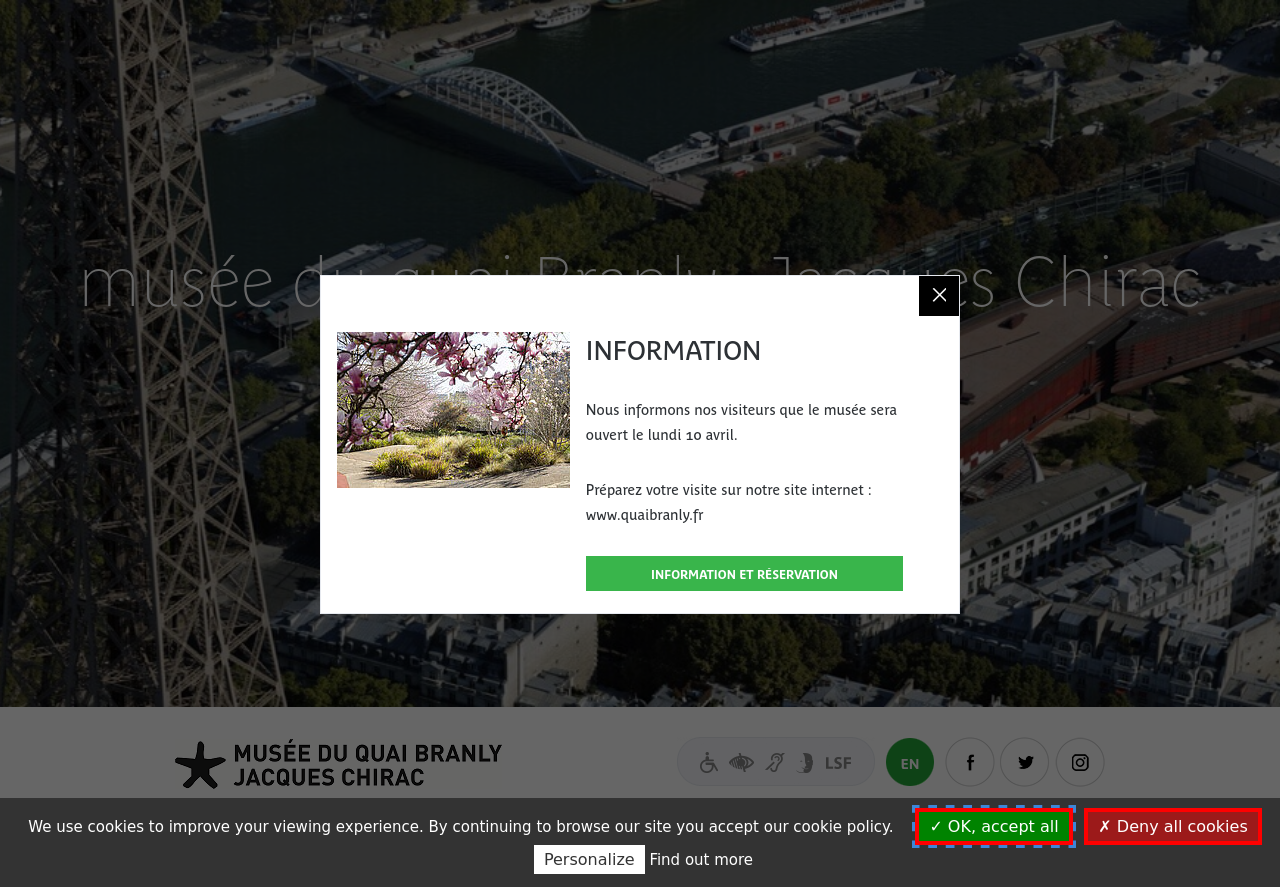 musée du quai Branly - Jacques Chirac
INFORMATION
Nous informons nos visiteurs que le musée sera
ouvert le lundi 10 avril.
Préparez votre visite sur notre site internet :
www.quaibranly.fr
INFORMATION ET RÉSERVATION
MUSÉE DU QUAI BRANLY
JACQUES CHIRAC
LSF
EN
We use cookies to improve your viewing experience. By continuing to browse our site you accept our cookie policy.
✓ OK, accept all
✗ Deny all cookies
Personalize
Find out more